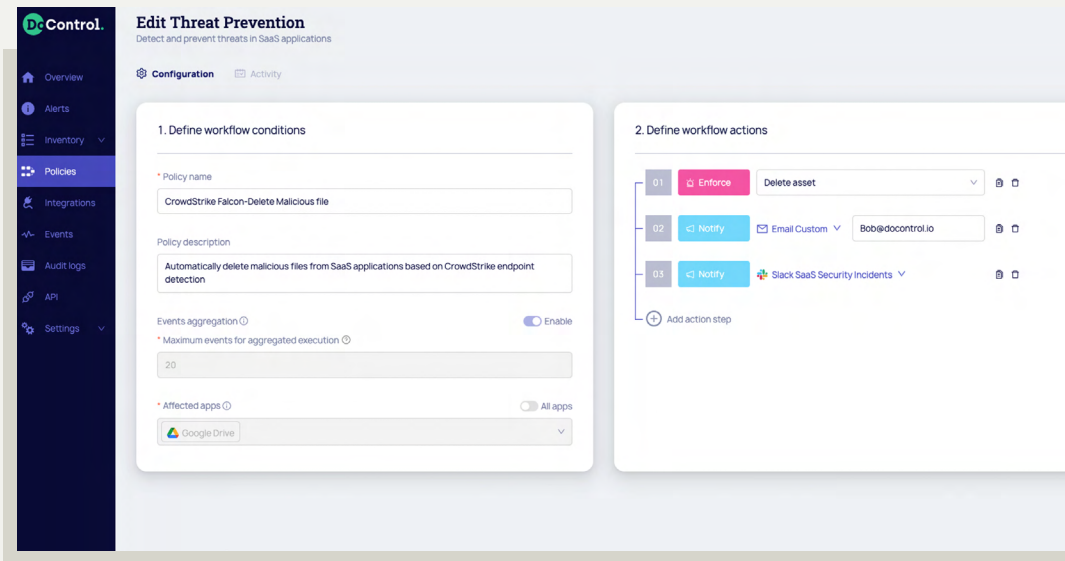 DoControl.
Edit Threat Prevention
Detect and prevent threats in SaaS applications
Configuration
Activity
Overview
Alerts
Inventory
Policies
Integrations
Events
Audit logs
API
Settings
1. Define workflow conditions
* Policy name
CrowdStrike Falcon-Delete Malicious file
Policy description
Automatically delete malicious files from SaaS applications based on CrowdStrike endpoint
detection
Events aggregation
Enable
* Maximum events for aggregated execution
20
* Affected apps
All apps
Google Drive
2. Define workflow actions
01 Enforce Delete asset
02 Notify Email Custom Bob@docontrol.io
03 Notify Slack SaaS Security Incidents
Add action step